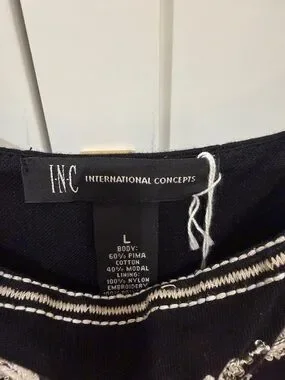 I·N·C INTERNATIONAL CONCEPTS
L
BODY:
60% PIMA
COTTON
40% MODAL
LINING:
100% NYLON
EMBROIDERY